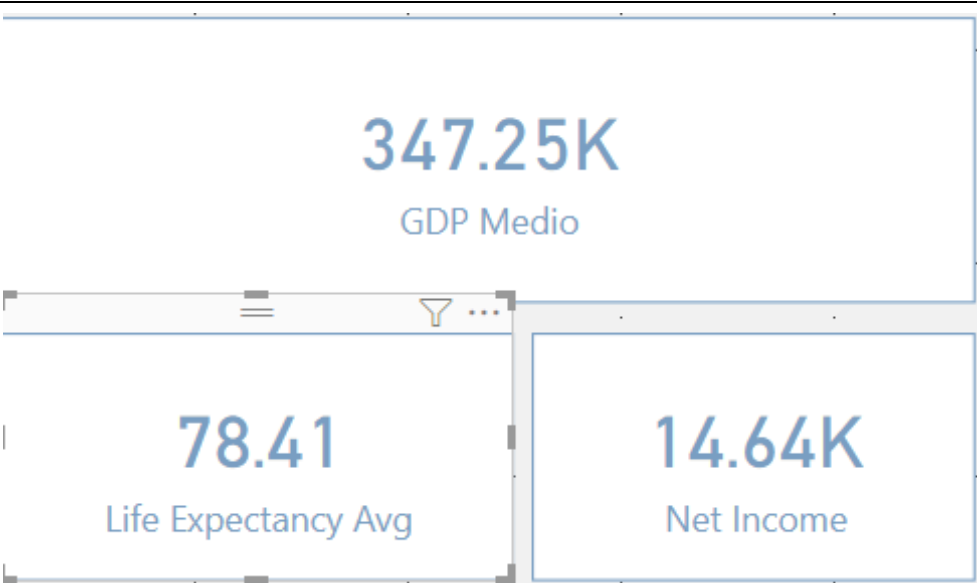 347.25K
GDP Medio
78.41
Life Expectancy Avg
14.64K
Net Income